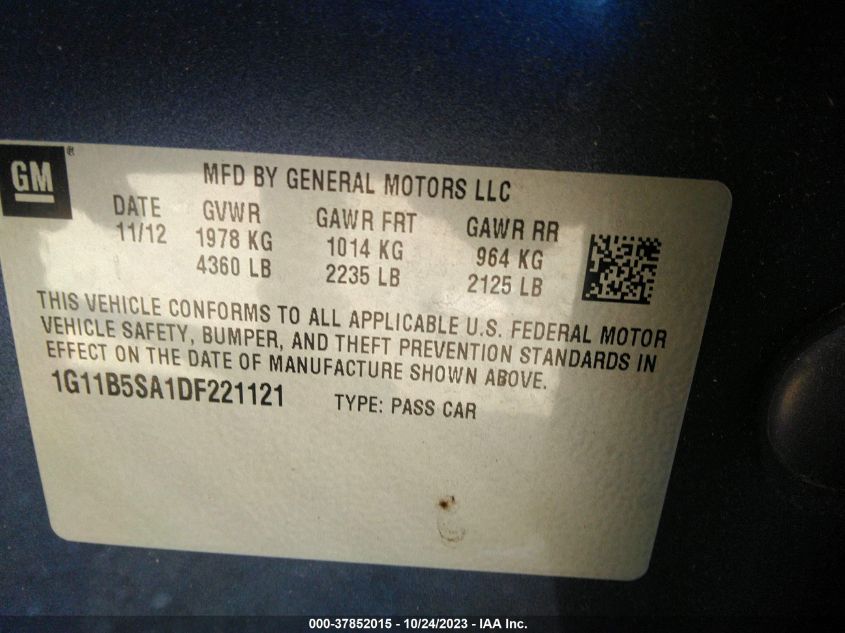 GM®
MFD BY GENERAL MOTORS LLC
DATE GVWR GAWR FRT GAWR RR
11/12 1978 KG 1014 KG 964 KG
4360 LB 2235 LB 2125 LB
THIS VEHICLE CONFORMS TO ALL APPLICABLE U.S. FEDERAL MOTOR
VEHICLE SAFETY, BUMPER, AND THEFT PREVENTION STANDARDS IN
EFFECT ON THE DATE OF MANUFACTURE SHOWN ABOVE.
1G11B5SA1DF221121 TYPE: PASS CAR
000-37852015 | 10/24/2023 - IAA Inc.